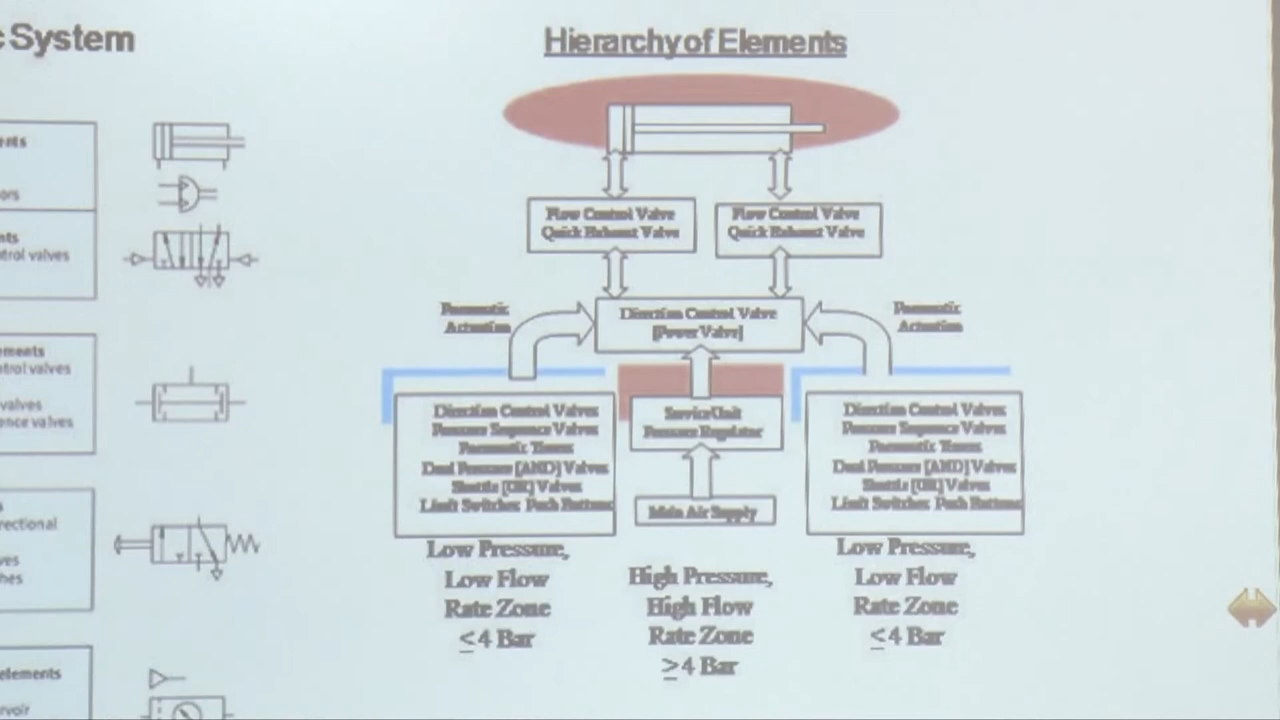 c System
Hierarchy of Elements
ents
ors
nts
trol valves
ements
trol valves
valves
ence valves
s
rectional
ves
hes
elements
rvoir
Flow Control Valve
Quick Exhaust Valve
Flow Control Valve
Quick Exhaust Valve
Pneumatic
Actuation
Direction Control Valve
[Power Valve]
Pneumatic
Actuation
Direction Control Valves
Pressure Sequence Valves
Pneumatic Timers
Dual Pressure [AND] Valves
Shuttle [OR] Valves
Limit Switches Push Buttons
Service Unit
Pressure Regulator
Main Air Supply
Direction Control Valves
Pressure Sequence Valves
Pneumatic Timers
Dual Pressure [AND] Valves
Shuttle [OR] Valves
Limit Switches Push Buttons
Low Pressure,
Low Flow
Rate Zone
≤4 Bar
High Pressure,
High Flow
Rate Zone
≥4 Bar
Low Pressure,
Low Flow
Rate Zone
≤4 Bar